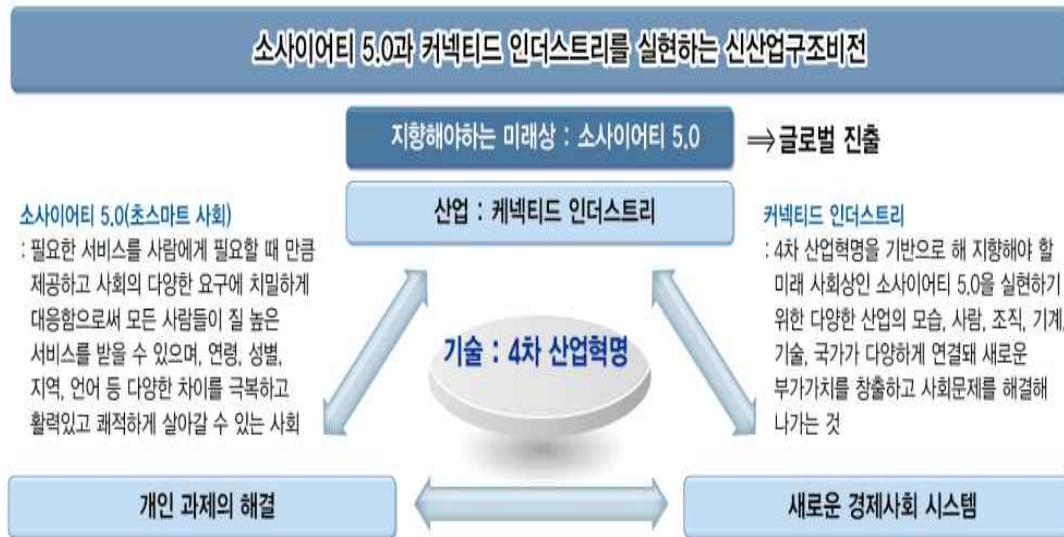 소사이어티 5.0과 커넥티드 인더스트리를 실현하는 신산업구조비전
지향해야하는 미래상 : 소사이어티 5.0
⇒글로벌 진출
산업 : 케넥티드 인더스트리
소사이어티 5.0(초스마트 사회)
: 필요한 서비스를 사람에게 필요할 때 만큼
제공하고 사회의 다양한 요구에 치밀하게
대응함으로써 모든 사람들이 질 높은
서비스를 받을 수 있으며, 연령, 성별,
지역, 언어 등 다양한 차이를 극복하고
활력있고 쾌적하게 살아갈 수 있는 사회
기술 : 4차 산업혁명
커넥티드 인더스트리
: 4차 산업혁명을 기반으로 해 지향해야 할
미래 사회상인 소사이어티 5.0을 실현하기
위한 다양한 산업의 모습, 사람, 조직, 기계,
기술, 국가가 다양하게 연결돼 새로운
부가가치를 창출하고 사회문제를 해결해
나가는 것
개인 과제의 해결
새로운 경제사회 시스템